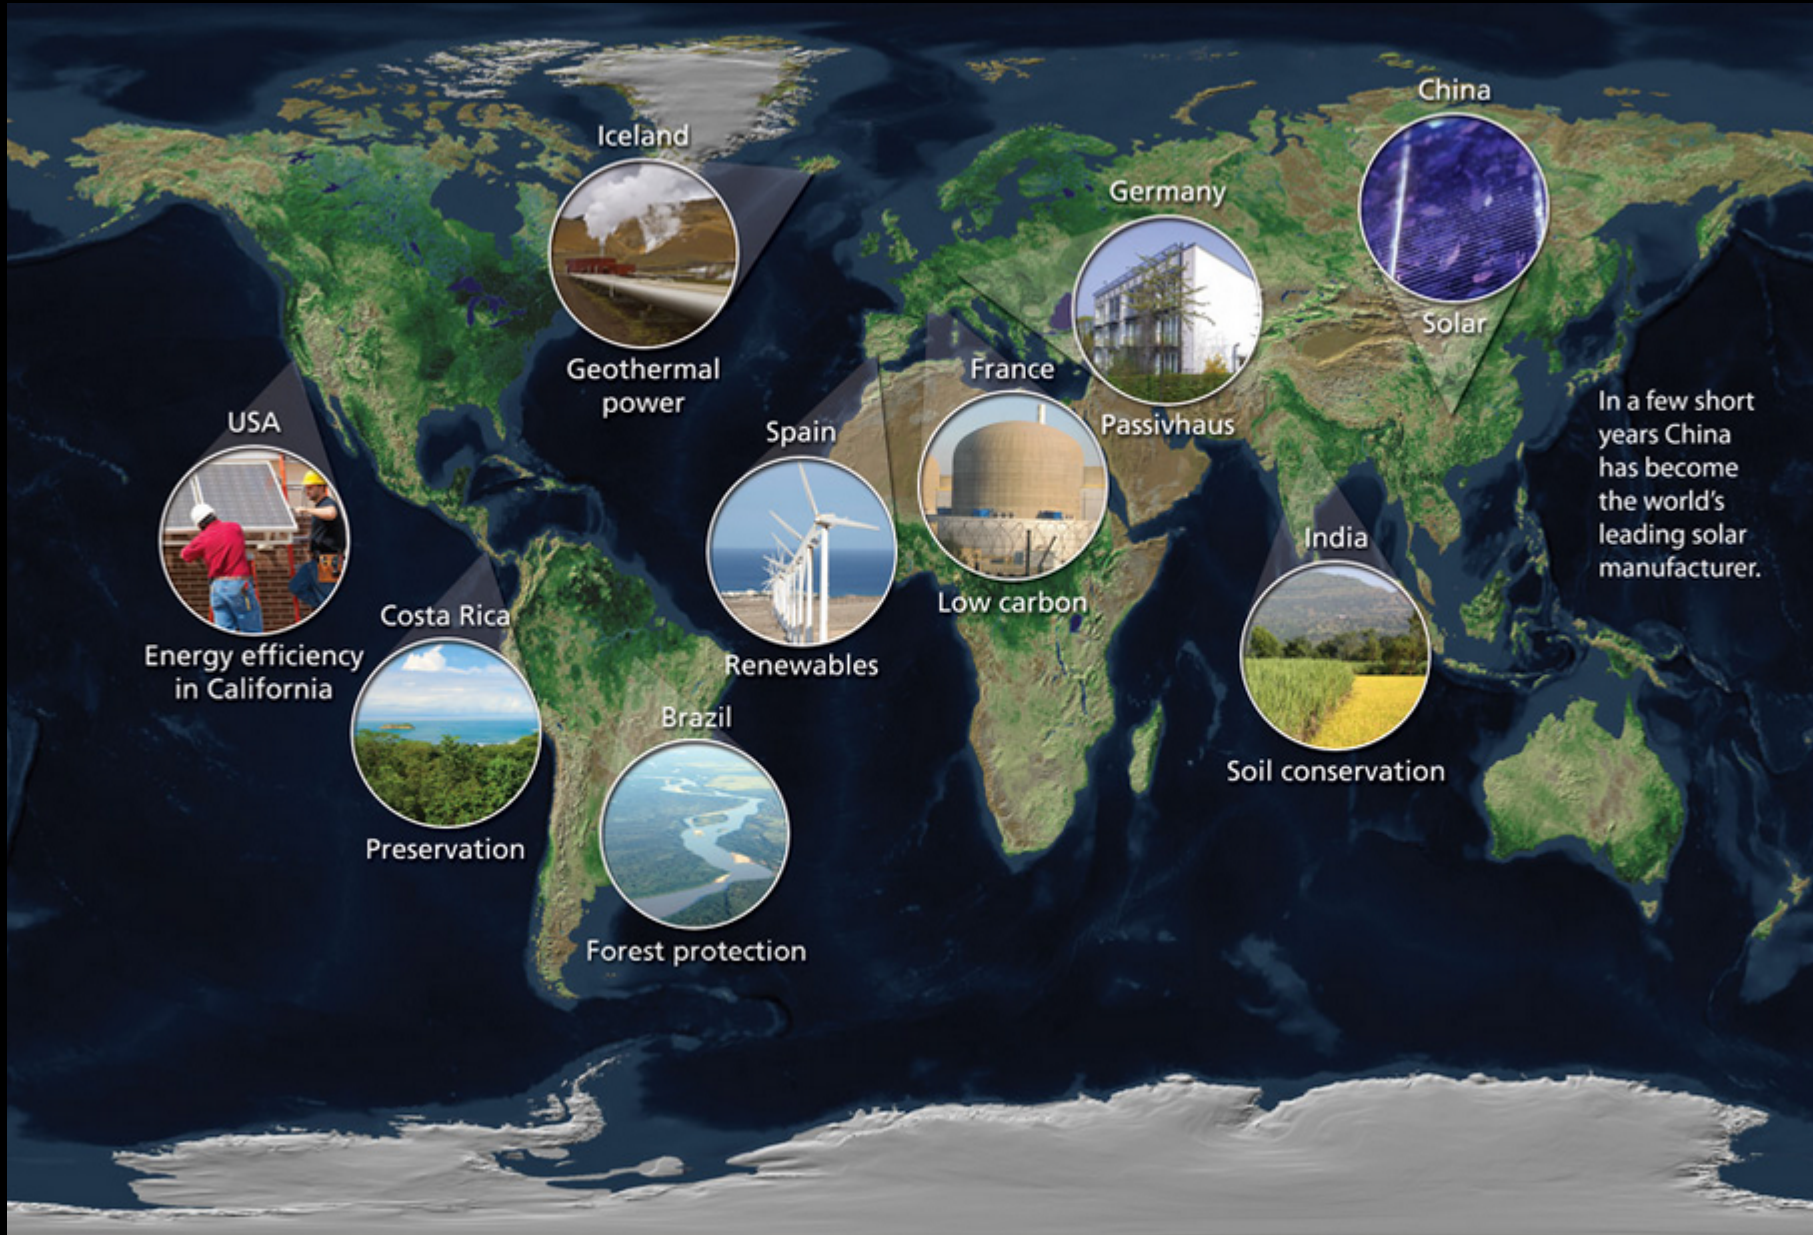 China
Iceland
Germany
Solar
Geothermal
power
France
In a few short
years China
has become
the world's
leading solar
manufacturer.
USA
Spain
Passivhaus
India
Low carbon
Costa Rica
Energy efficiency
in California
Renewables
Brazil
Soil conservation
Preservation
Forest protection